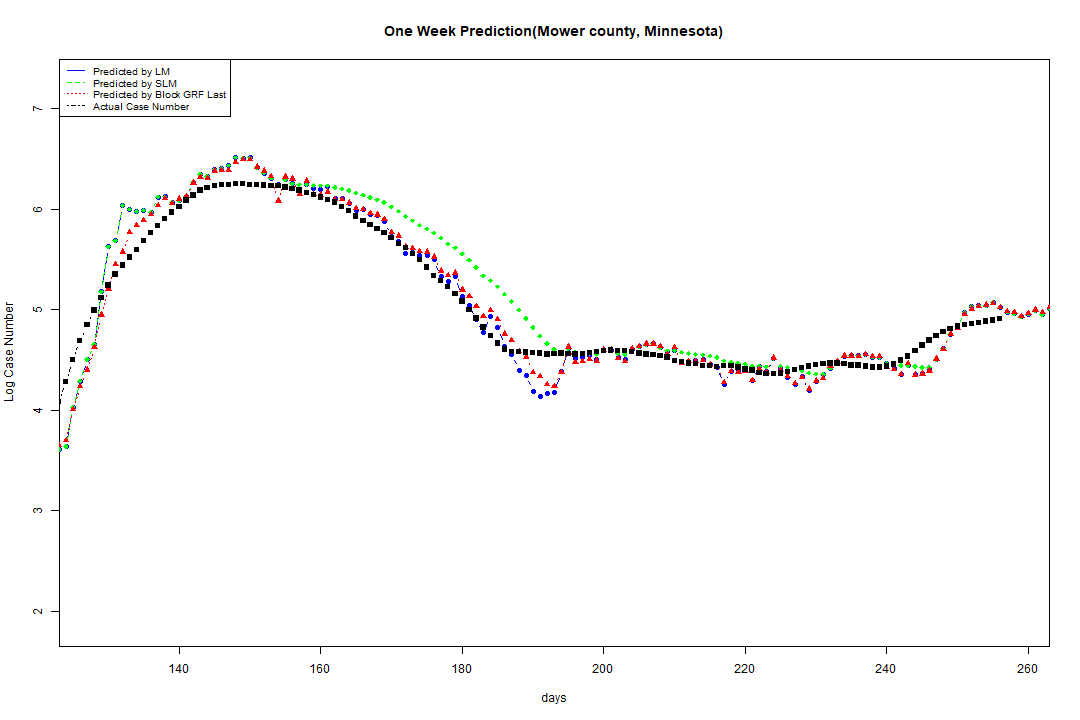 One Week Prediction(Mower county, Minnesota)
Predicted by LM
Predicted by SLM
Predicted by Block GRF Last
Actual Case Number
7
6
5
4
3
2
Log Case Number
140 160 180 200 220 240 260
days